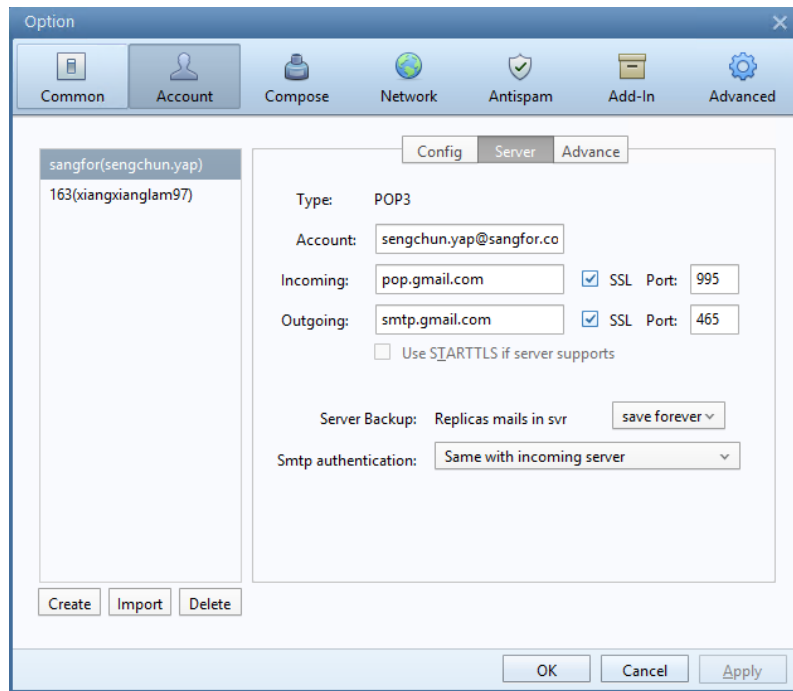 Option
Common Account Compose Network Antispam Add-In Advanced
sangfor(sengchun.yap)
163(xiangxianglam97)
Config Server Advance
Type: POP3
Account: sengchun.yap@sangfor.co
Incoming: pop.gmail.com SSL Port: 995
Outgoing: smtp.gmail.com SSL Port: 465
Use STARTTLS if server supports
Server Backup: Replicas mails in svr save forever
Smtp authentication: Same with incoming server
Create Import Delete
OK Cancel Apply